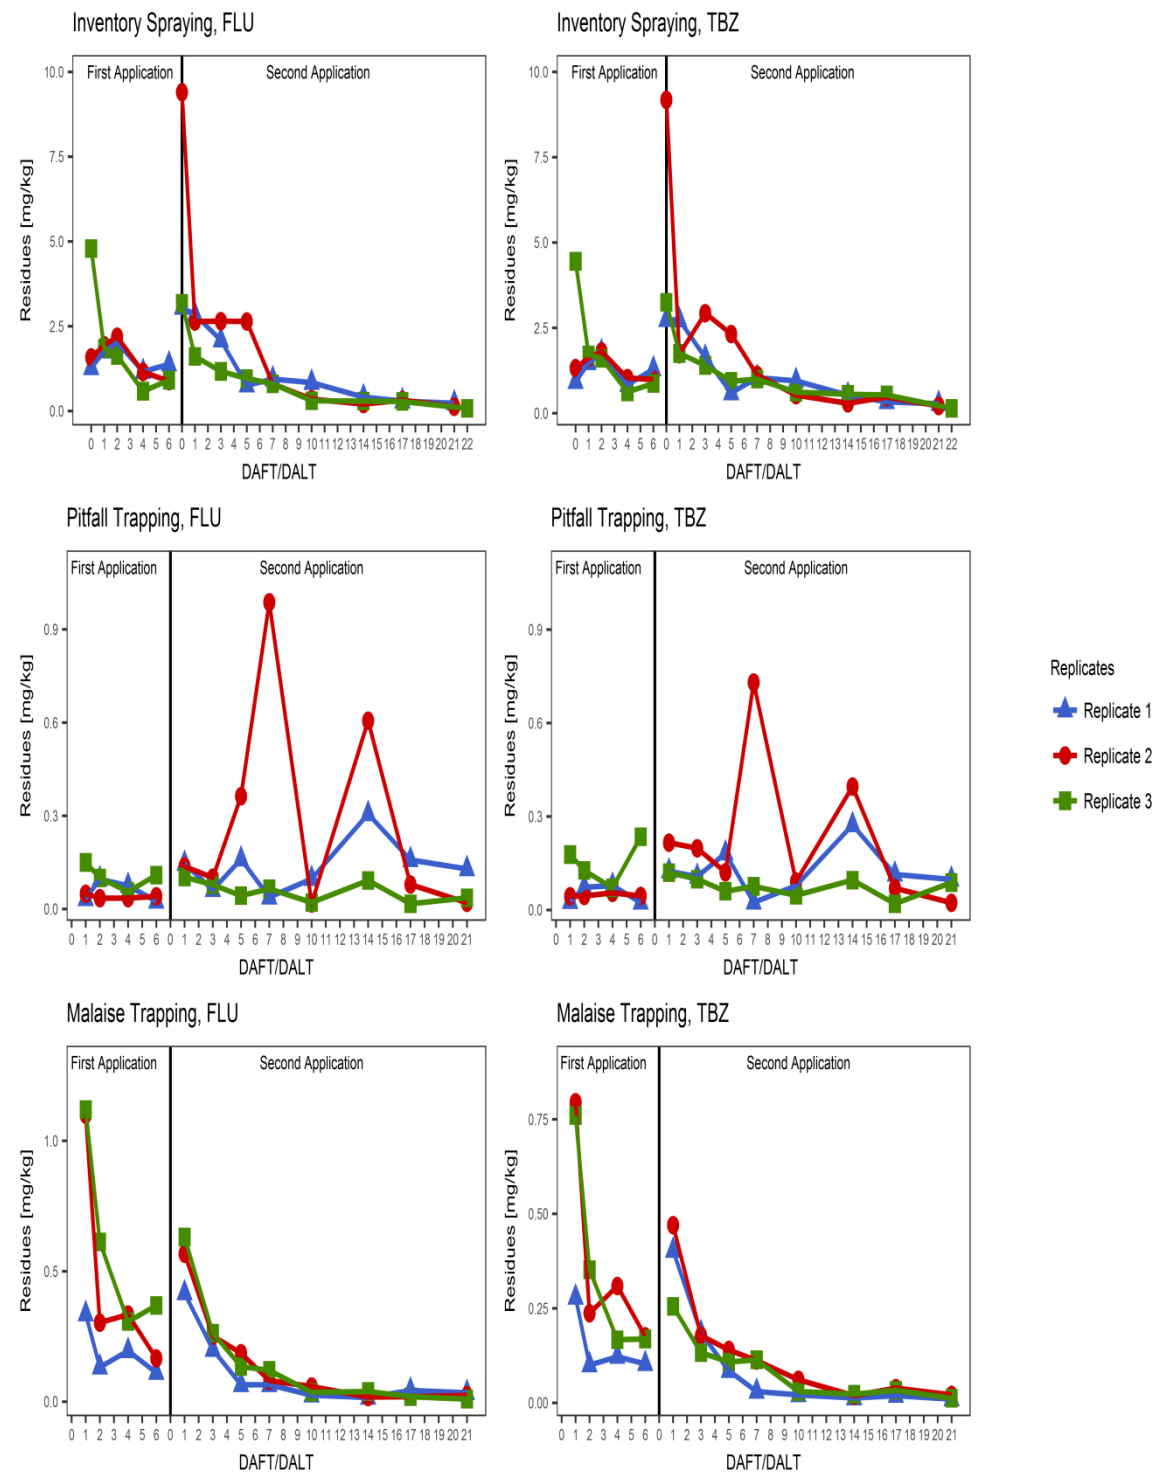 Inventory Spraying, FLU
First Application
Second Application
10.0
7.5
5.0
2.5
0.0
Residues [mg/kg]
0 1 2 4 6 0 1 2 3 4 5 6 7 8 9 10 11 12 13 14 15 16 17 18 19 20 21 22
DAFT/DALT
Inventory Spraying, TBZ
First Application
Second Application
10.0
7.5
5.0
2.5
0.0
Residues [mg/kg]
0 1 2 3 4 5 6 0 1 2 3 4 5 6 7 8 9 10 11 12 13 14 15 16 17 18 19 20 21 22
DAFT/DALT
Pitfall Trapping, FLU
First Application
Second Application
0.9
0.6
0.3
0.0
Residues [mg/kg]
0 1 2 3 4 5 6 0 1 2 3 4 5 6 7 8 9 10 11 12 13 14 15 16 17 18 19 20 21
DAFT/DALT
Pitfall Trapping, TBZ
First Application
Second Application
0.9
0.6
0.3
0.0
Residues [mg/kg]
0 1 2 3 4 5 6 0 1 2 3 4 5 6 7 8 9 10 11 12 13 14 15 16 17 18 19 20 21
DAFT/DALT
Replicates
Replicate 1
Replicate 2
Replicate 3
Malaise Trapping, FLU
First Application
Second Application
1.0
0.5
0.0
Residues [mg/kg]
0 1 2 3 4 5 6 0 1 2 3 4 5 6 7 8 9 10 11 12 13 14 15 16 17 18 19 20 21
DAFT/DALT
Malaise Trapping, TBZ
First Application
Second Application
0.75
0.50
0.25
0.00
Residues [mg/kg]
0 1 2 3 4 5 6 0 1 2 3 4 5 6 7 8 9 10 11 12 13 14 15 16 17 18 19 20 21
DAFT/DALT